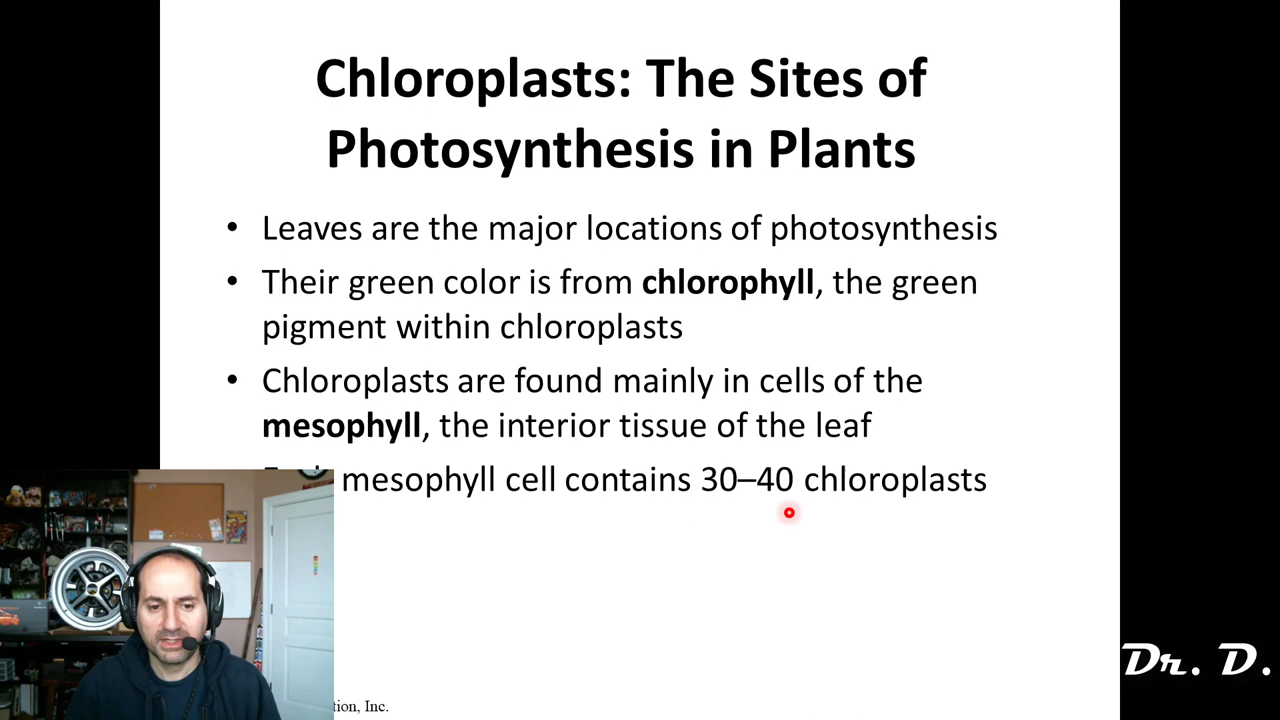 Chloroplasts: The Sites of
Photosynthesis in Plants
• Leaves are the major locations of photosynthesis
• Their green color is from chlorophyll, the green
pigment within chloroplasts
• Chloroplasts are found mainly in cells of the
mesophyll, the interior tissue of the leaf
mesophyll cell contains 30–40 chloroplasts
Inc.
Dr. D.